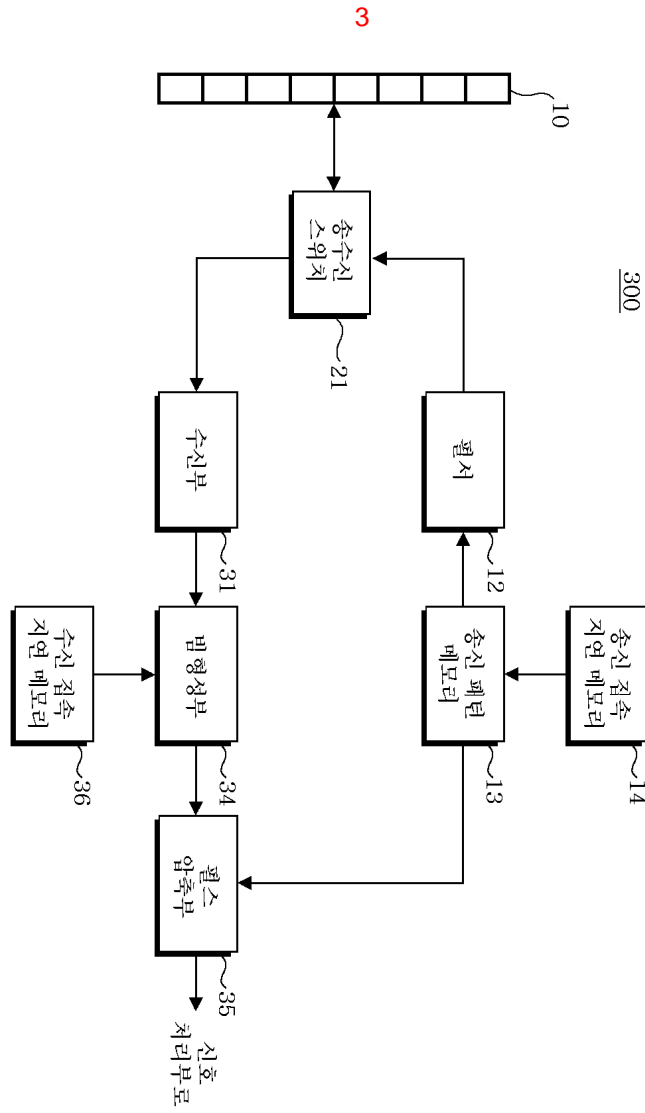 3
300
10
송수신
스위치
21
펄서
12
송신 패턴
메모리
13
송신 집속
지연 메모리
14
수신부
31
빔형성부
34
수신 집속
지연 메모리
36
펄스
압축부
35
신호
처리부로